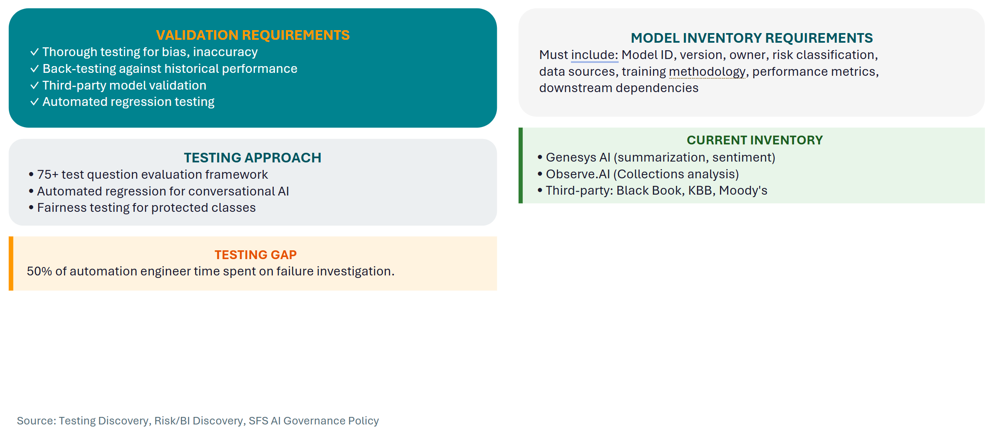 VALIDATION REQUIREMENTS
✓ Thorough testing for bias, inaccuracy
✓ Back-testing against historical performance
✓ Third-party model validation
✓ Automated regression testing
TESTING APPROACH
• 75+ test question evaluation framework
• Automated regression for conversational AI
• Fairness testing for protected classes
TESTING GAP
50% of automation engineer time spent on failure investigation.
MODEL INVENTORY REQUIREMENTS
Must include: Model ID, version, owner, risk classification,
data sources, training methodology, performance metrics,
downstream dependencies
CURRENT INVENTORY
• Genesys AI (summarization, sentiment)
• Observe.AI (Collections analysis)
• Third-party: Black Book, KBB, Moody's
Source: Testing Discovery, Risk/BI Discovery, SFS AI Governance Policy